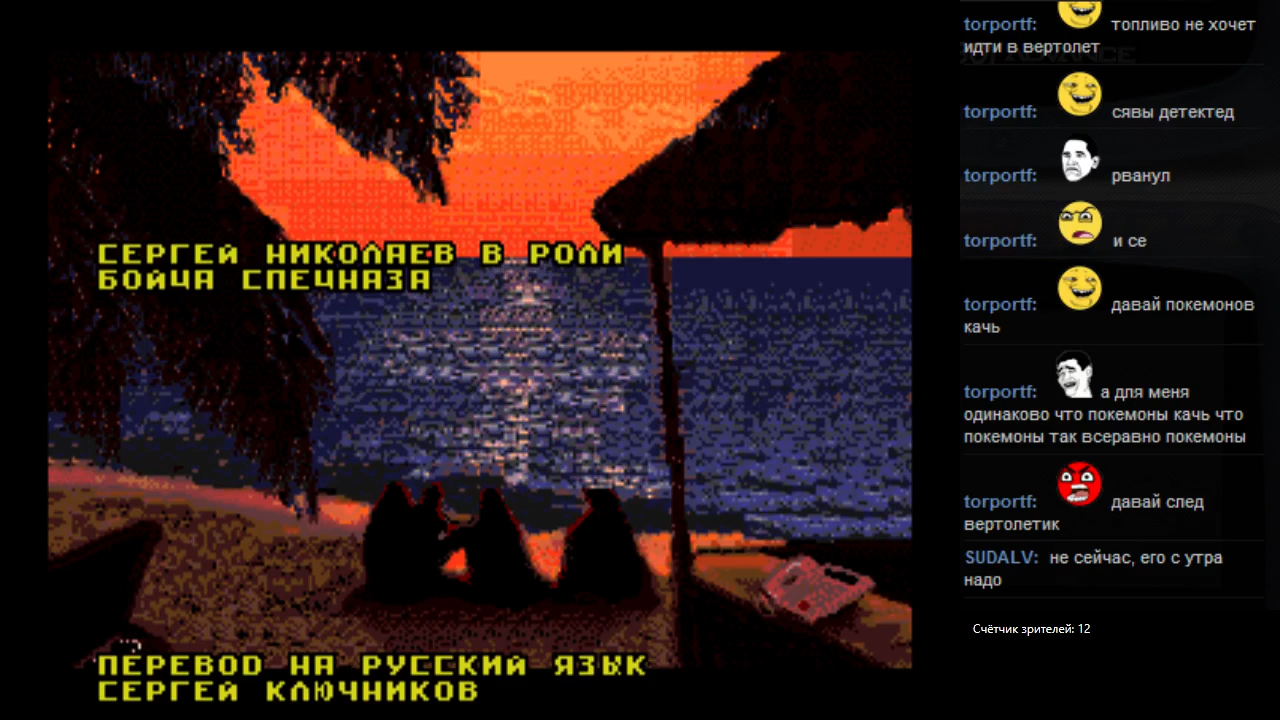 СЕРГЕЙ НИКОЛАЕВ В РОЛИ
БОЙЦА СПЕЦНАЗА
ПЕРЕВОД НА РУССКИЙ ЯЗЫК
СЕРГЕЙ КЛЮЧНИКОВ
torportf: топливо не хочет
идти в вертолет
torportf: сявы детектед
torportf: рванул
torportf: и се
torportf: давай покемонов
качь
torportf: а для меня
одинаково что покемоны качь что
покемоны так всеравно покемоны
torportf: давай след
вертолетик
SUDALV: не сейчас, его с утра
надо
Счётчик зрителей: 12